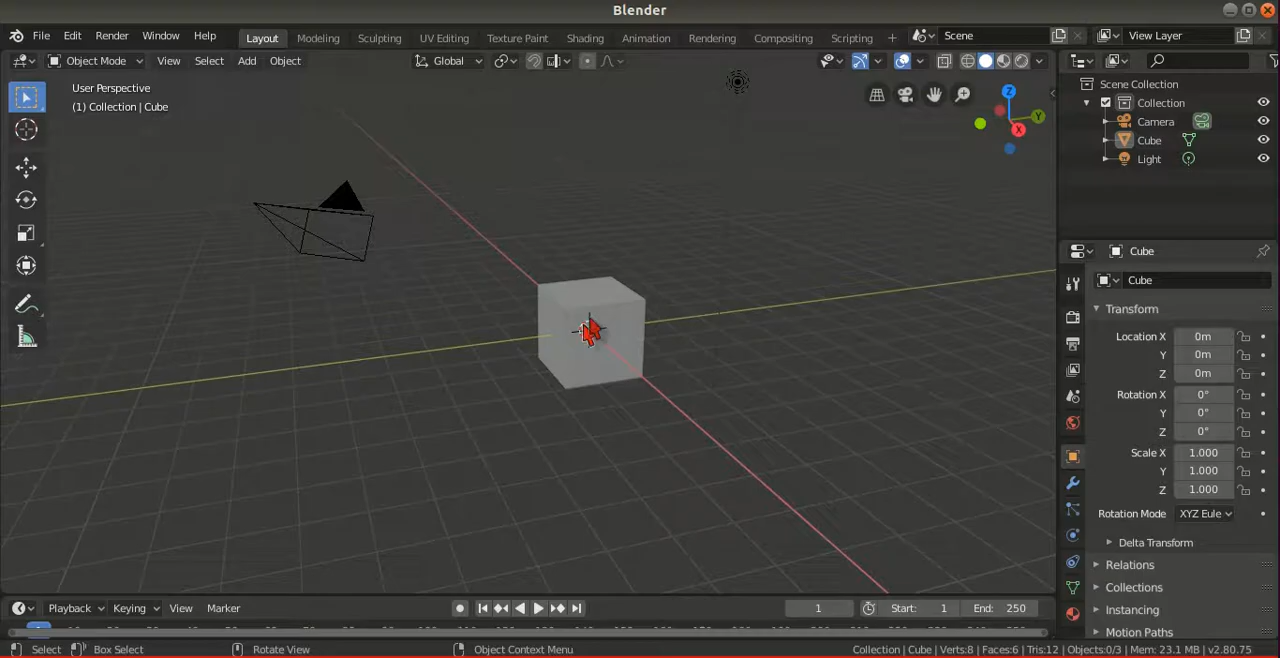 Blender
File Edit Render Window Help Layout Modeling Sculpting UV Editing Texture Paint Shading Animation Rendering Compositing Scripting + Scene View Layer
Object Mode View Select Add Object Global
User Perspective
(1) Collection | Cube
Z
Y
X
Scene Collection
Collection
Camera
Cube
Light
Cube
Cube
Transform
Location X 0m
Y 0m
Z 0m
Rotation X 0°
Y 0°
Z 0°
Scale X 1.000
Y 1.000
Z 1.000
Rotation Mode XYZ Eule
Delta Transform
Relations
Collections
Instancing
Motion Paths
Playback Keying View Marker 1 Start: 1 End: 250
Select Box Select Rotate View Object Context Menu Collection | Cube | Verts:8 | Faces:6 | Tris:12 | Objects:0/3 | Mem: 23.1 MB | v2.80.75